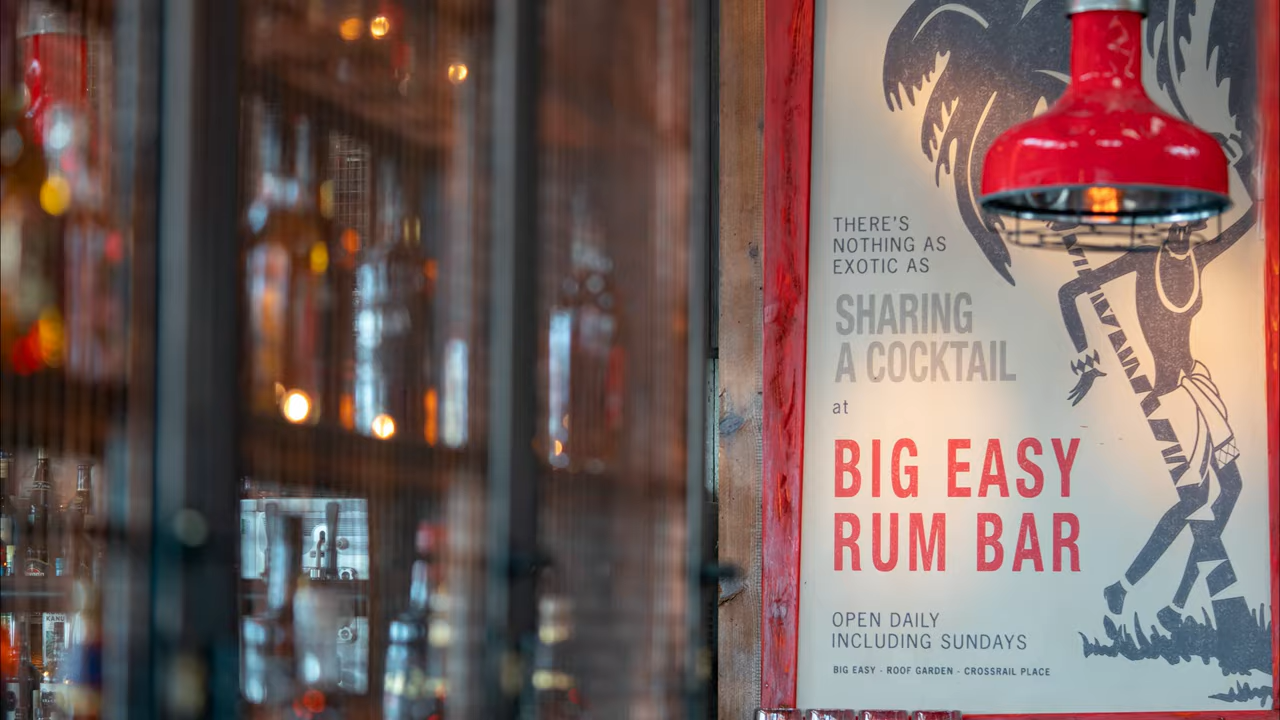 THERE'S
NOTHING AS
EXOTIC AS
SHARING
A COCKTAIL
at
BIG EASY
RUM BAR
OPEN DAILY
INCLUDING SUNDAYS
BIG EASY · ROOF GARDEN · CROSSRAIL PLACE
KANU